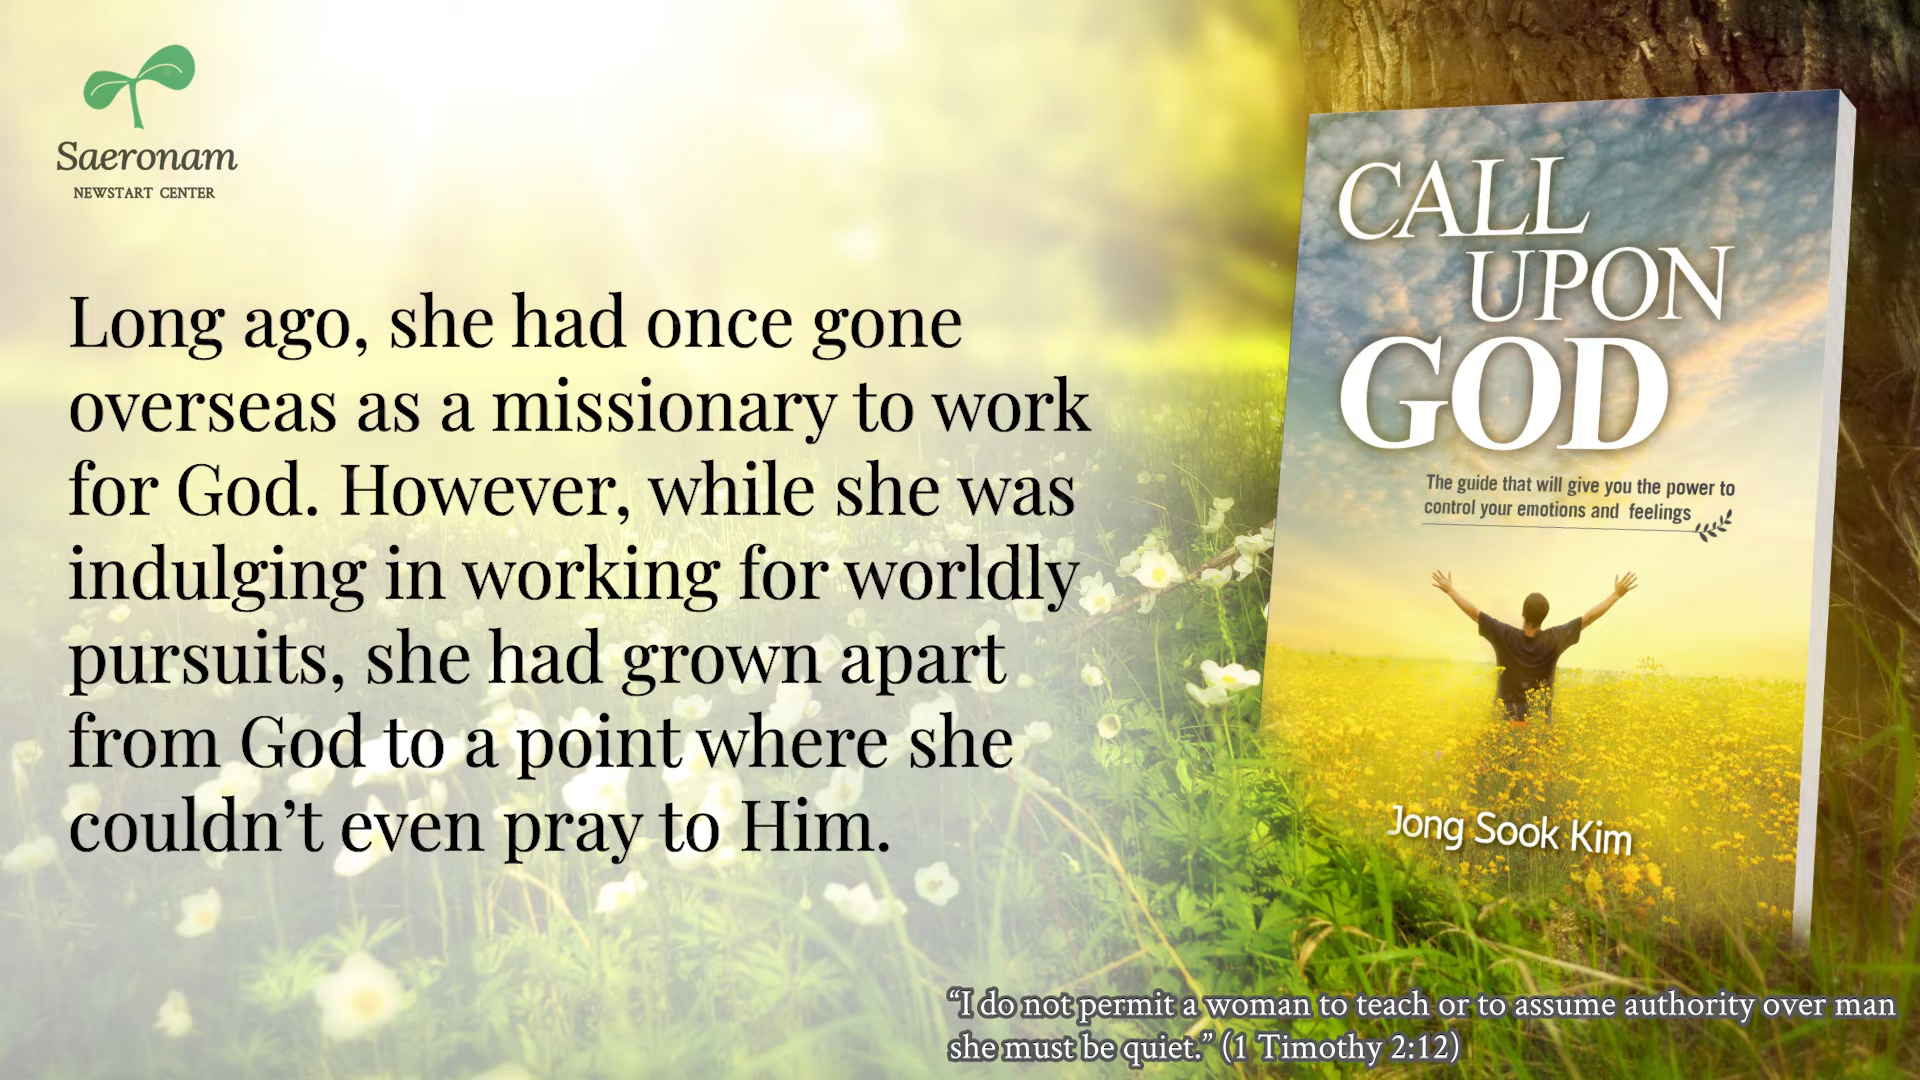 Saeronam
NEWSTART CENTER
Long ago, she had once gone
overseas as a missionary to work
for God. However, while she was
indulging in working for worldly
pursuits, she had grown apart
from God to a point where she
couldn’t even pray to Him.
CALL
UPON
GOD
The guide that will give you the power to
control your emotions and feelings
Jong Sook Kim
“I do not permit a woman to teach or to assume authority over man
she must be quiet.” (1 Timothy 2:12)